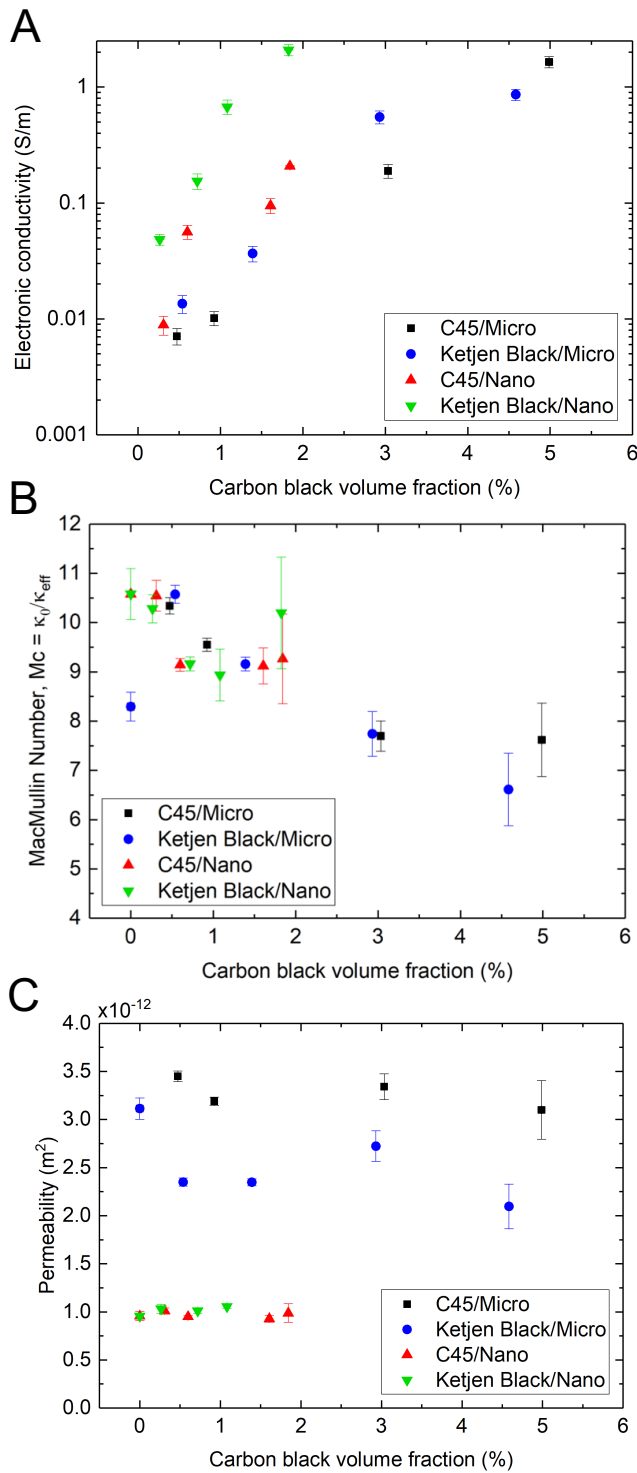 A
Electronic conductivity (S/m)
1
0.1
0.01
0.001
C45/Micro
Ketjen Black/Micro
C45/Nano
Ketjen Black/Nano
0 1 2 3 4 5 6
Carbon black volume fraction (%)
B
MacMullin Number, Mc = κ₀/κeff
12
11
10
9
8
7
6
5
4
C45/Micro
Ketjen Black/Micro
C45/Nano
Ketjen Black/Nano
0 1 2 3 4 5 6
Carbon black volume fraction (%)
C
x10⁻¹²
Permeability (m²)
4.0
3.5
3.0
2.5
2.0
1.5
1.0
0.5
0.0
C45/Micro
Ketjen Black/Micro
C45/Nano
Ketjen Black/Nano
0 1 2 3 4 5 6
Carbon black volume fraction (%)